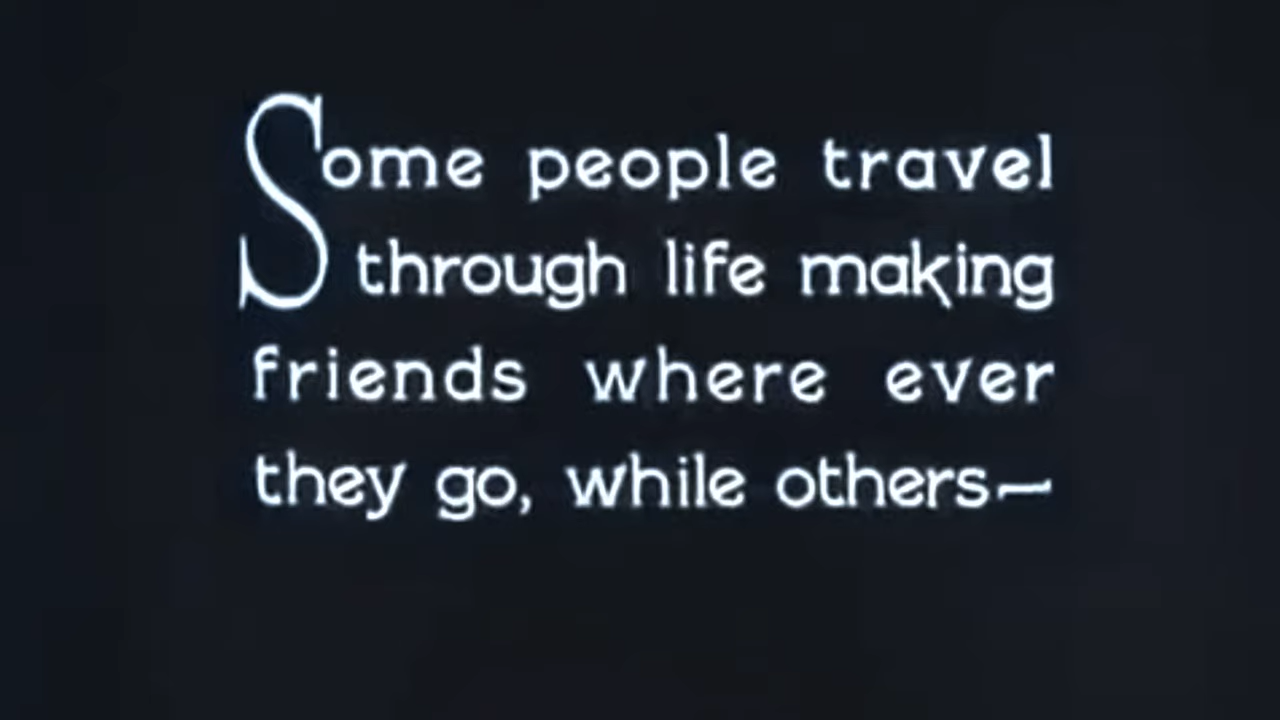 Some people travel
through life making
friends where ever
they go, while others—